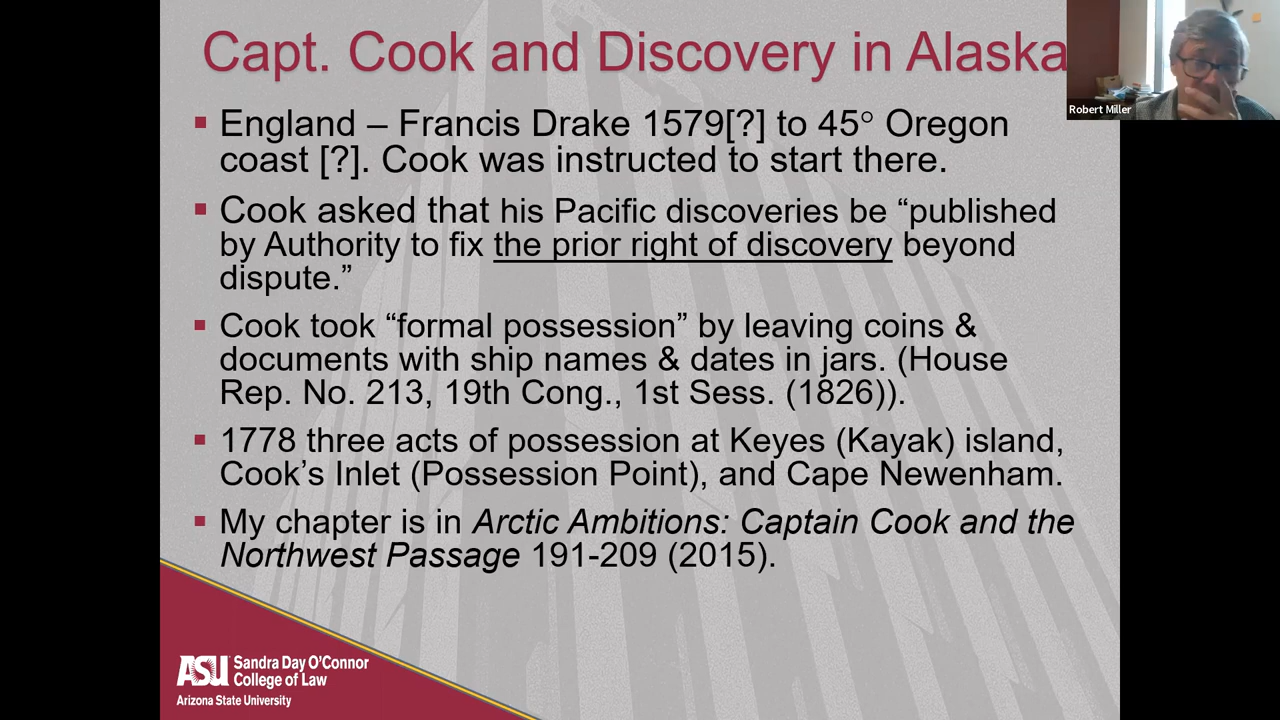 Capt. Cook and Discovery in Alaska
Robert Miller
▪ England – Francis Drake 1579[?] to 45° Oregon
coast [?]. Cook was instructed to start there.
▪ Cook asked that his Pacific discoveries be “published
by Authority to fix the prior right of discovery beyond
dispute.”
▪ Cook took “formal possession” by leaving coins &
documents with ship names & dates in jars. (House
Rep. No. 213, 19th Cong., 1st Sess. (1826)).
▪ 1778 three acts of possession at Keyes (Kayak) island,
Cook’s Inlet (Possession Point), and Cape Newenham.
▪ My chapter is in Arctic Ambitions: Captain Cook and the
Northwest Passage 191-209 (2015).
ASU Sandra Day O’Connor
College of Law
Arizona State University